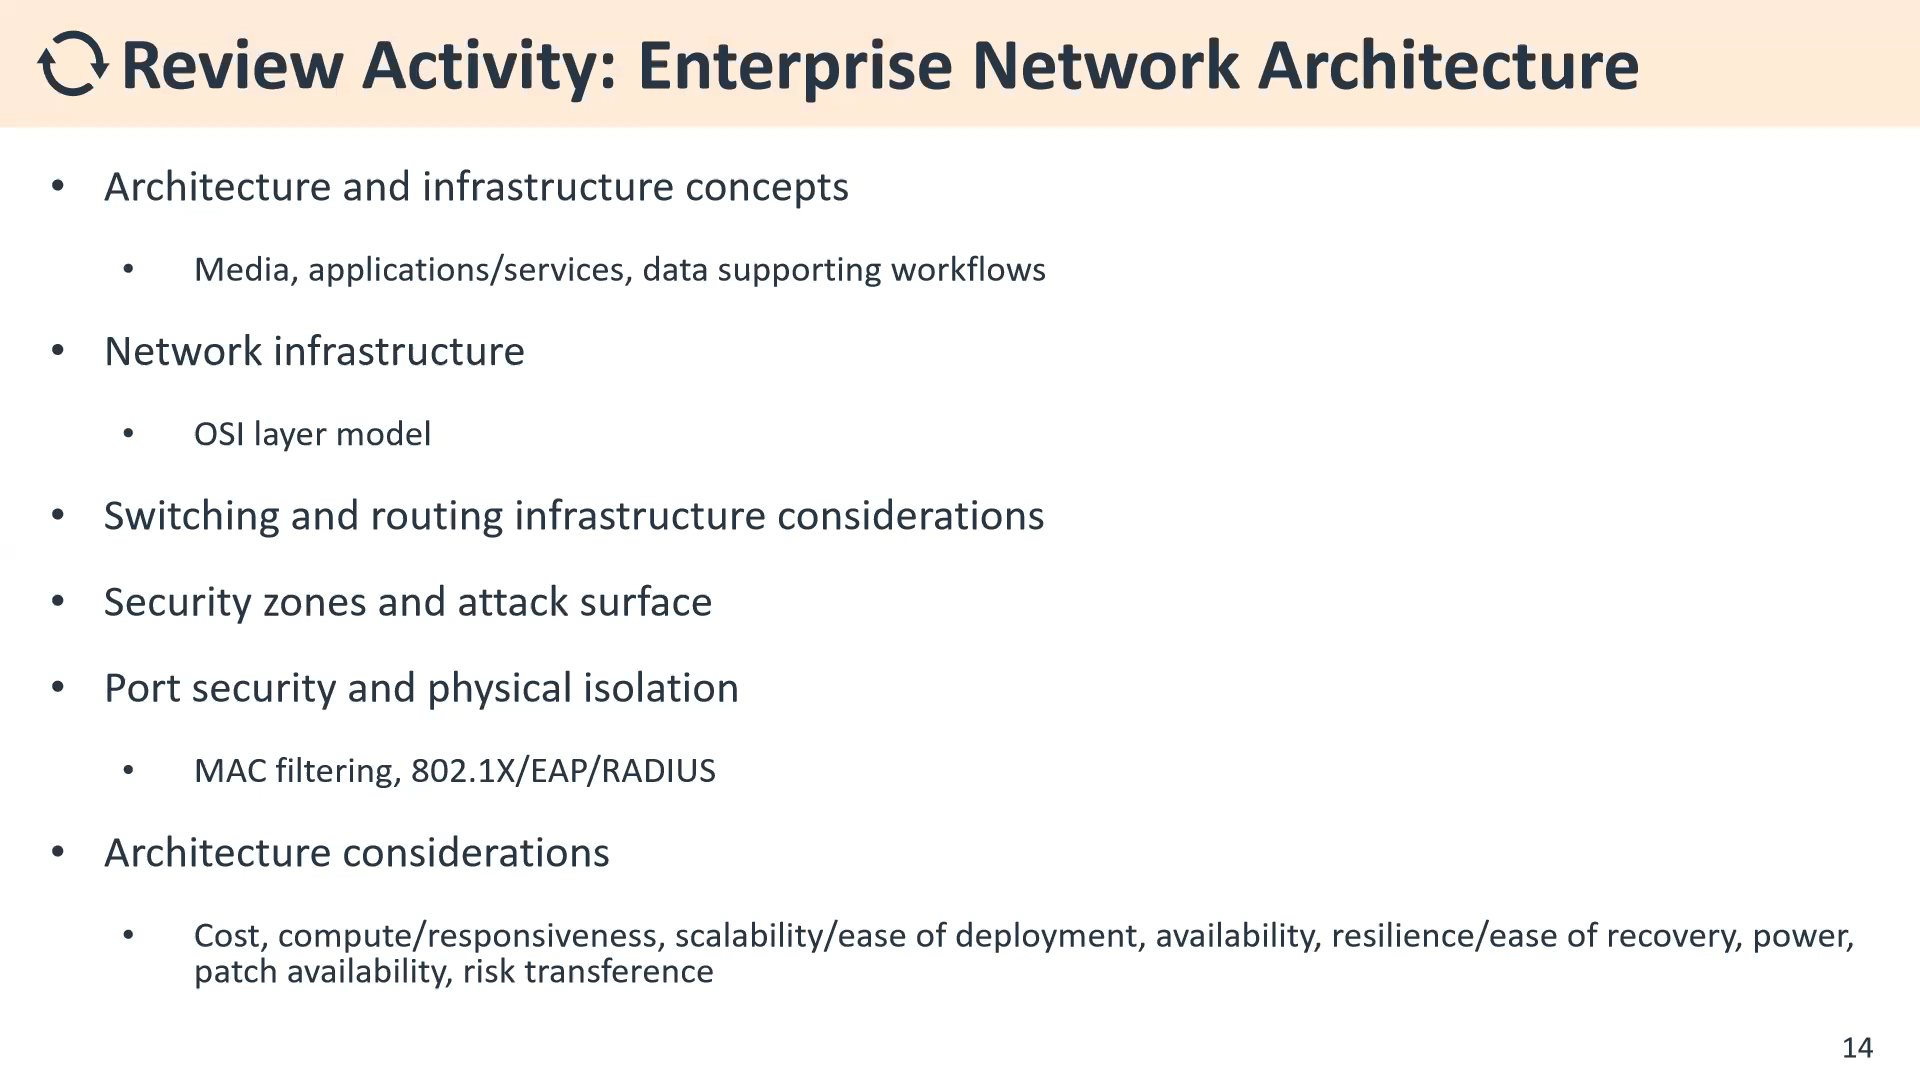 Review Activity: Enterprise Network Architecture
• Architecture and infrastructure concepts
• Media, applications/services, data supporting workflows
• Network infrastructure
• OSI layer model
• Switching and routing infrastructure considerations
• Security zones and attack surface
• Port security and physical isolation
• MAC filtering, 802.1X/EAP/RADIUS
• Architecture considerations
• Cost, compute/responsiveness, scalability/ease of deployment, availability, resilience/ease of recovery, power,
patch availability, risk transference
14